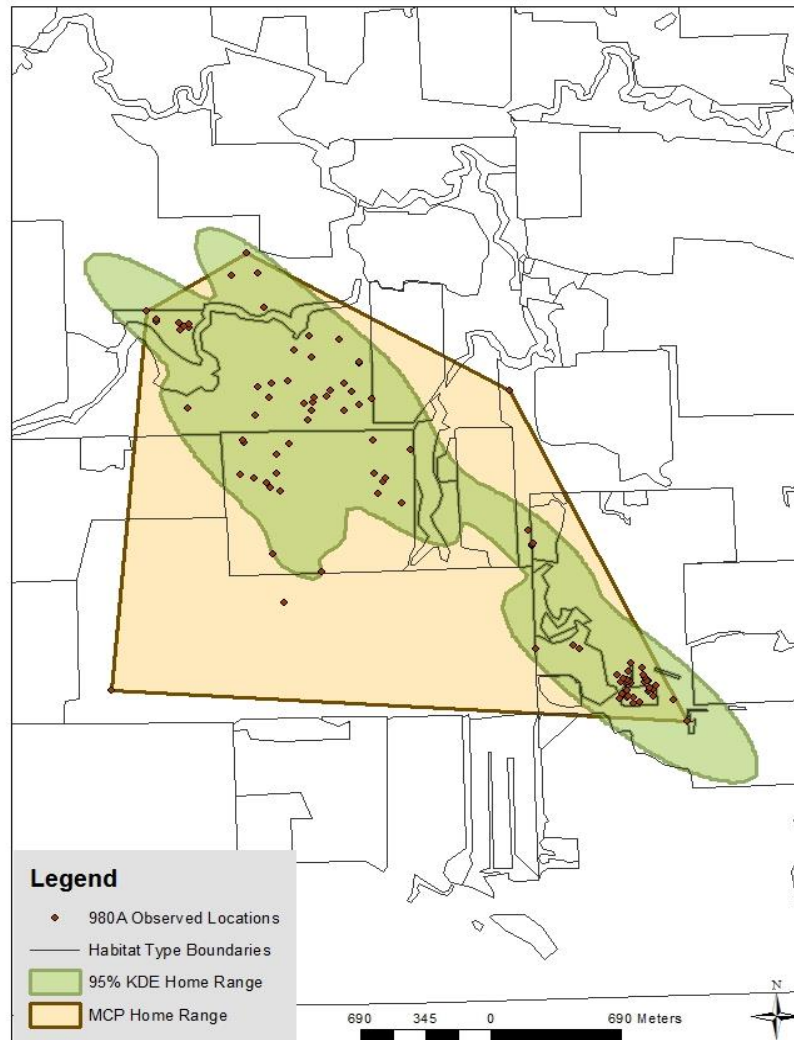 Legend
980A Observed Locations
Habitat Type Boundaries
95% KDE Home Range
MCP Home Range
N
690 345 0 690 Meters